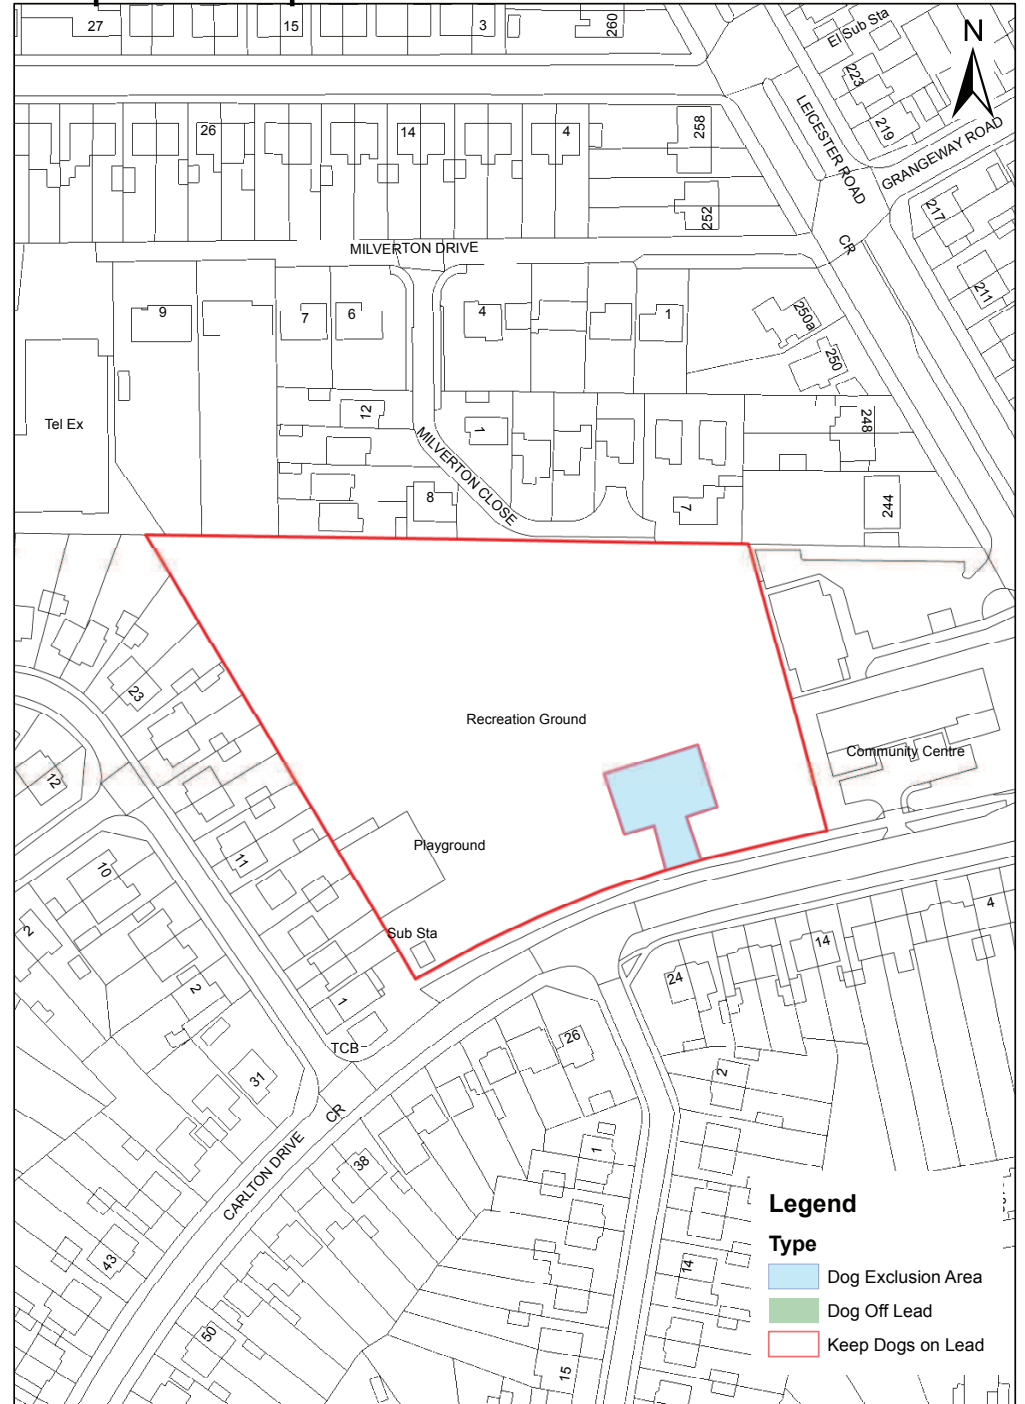 27
15
3
260
El Sub Sta
223
219
N
GRANGEWAY ROAD
LEICESTER ROAD
26
14
4
258
252
217
211
CR
MILVERTON DRIVE
9
7
6
4
1
250a
250
248
244
Tel Ex
12
1
8
7
MILVERTON CLOSE
23
12
Recreation Ground
Community Centre
Playground
11
10
2
2
Sub Sta
1
TCB
31
CR
CARLTON DRIVE
38
43
50
26
24
14
4
2
1
14
15
Legend
Type
Dog Exclusion Area
Dog Off Lead
Keep Dogs on Lead